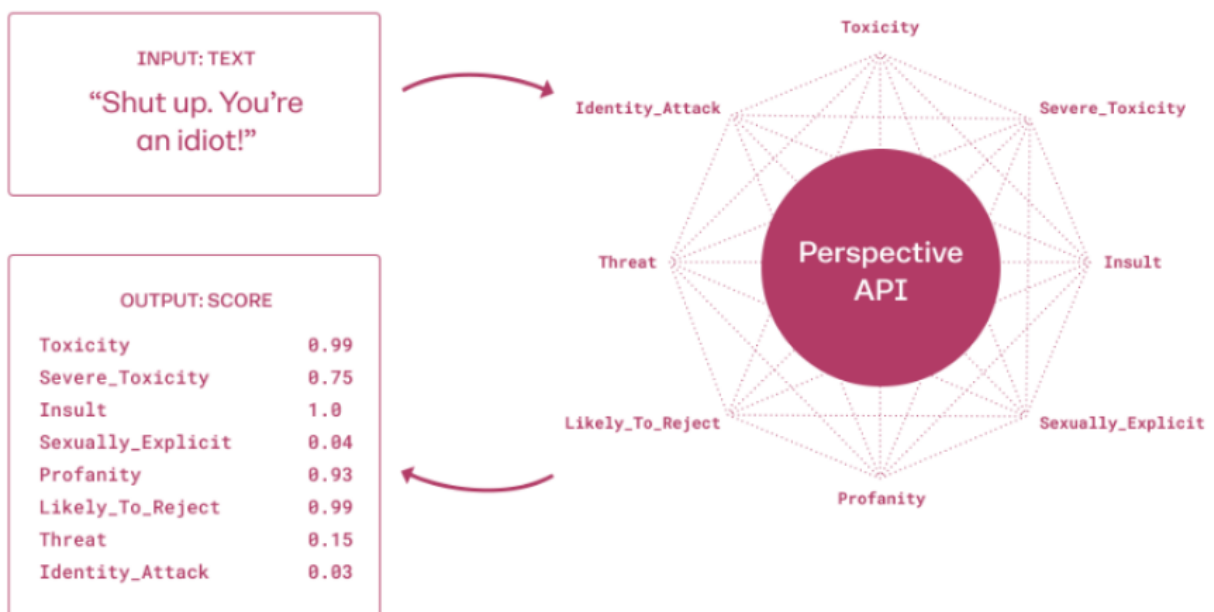 INPUT: TEXT
“Shut up. You’re
an idiot!”
OUTPUT: SCORE
Toxicity 0.99
Severe_Toxicity 0.75
Insult 1.0
Sexually_Explicit 0.04
Profanity 0.93
Likely_To_Reject 0.99
Threat 0.15
Identity_Attack 0.03
Toxicity
Identity_Attack
Severe_Toxicity
Threat
Perspective
API
Insult
Likely_To_Reject
Sexually_Explicit
Profanity